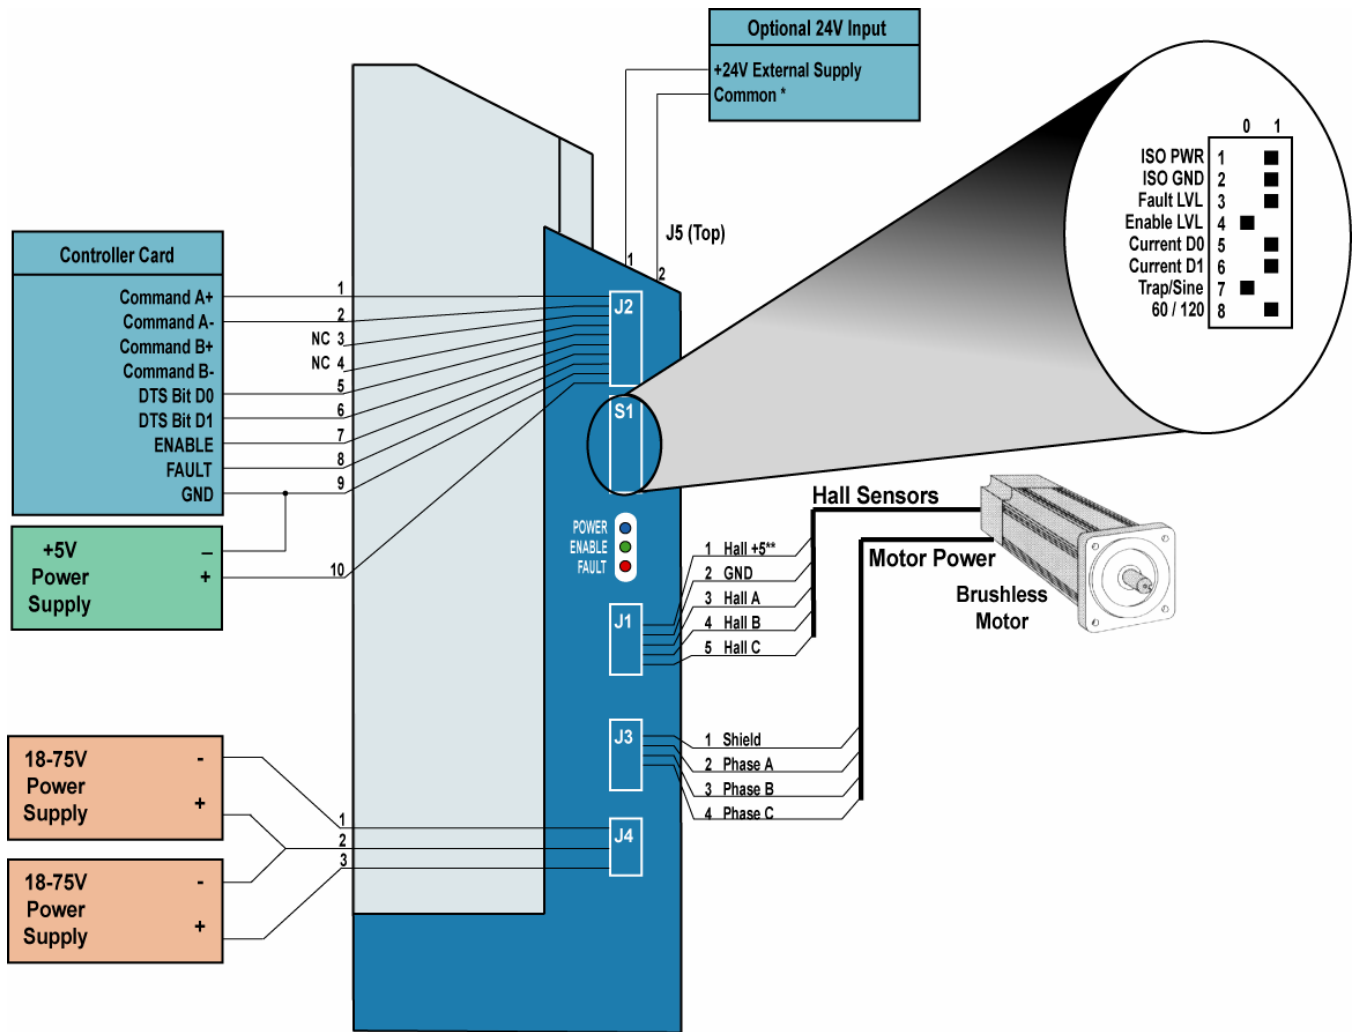 Optional 24V Input
+24V External Supply
Common *
0 1
ISO PWR 1
ISO GND 2
Fault LVL 3
Enable LVL 4
Current D0 5
Current D1 6
Trap/Sine 7
60 / 120 8
J5 (Top)
1
2
Controller Card
Command A+ 1
Command A- 2
Command B+ NC 3
Command B- NC 4
DTS Bit D0 5
DTS Bit D1 6
ENABLE 7
FAULT 8
GND 9
J2
S1
+5V
Power
Supply
–
+
10
POWER
ENABLE
FAULT
Hall Sensors
Motor Power
Brushless
Motor
J1
1 Hall +5**
2 GND
3 Hall A
4 Hall B
5 Hall C
J3
1 Shield
2 Phase A
3 Phase B
4 Phase C
18-75V -
Power
Supply +
1
2
3
J4
18-75V -
Power
Supply +